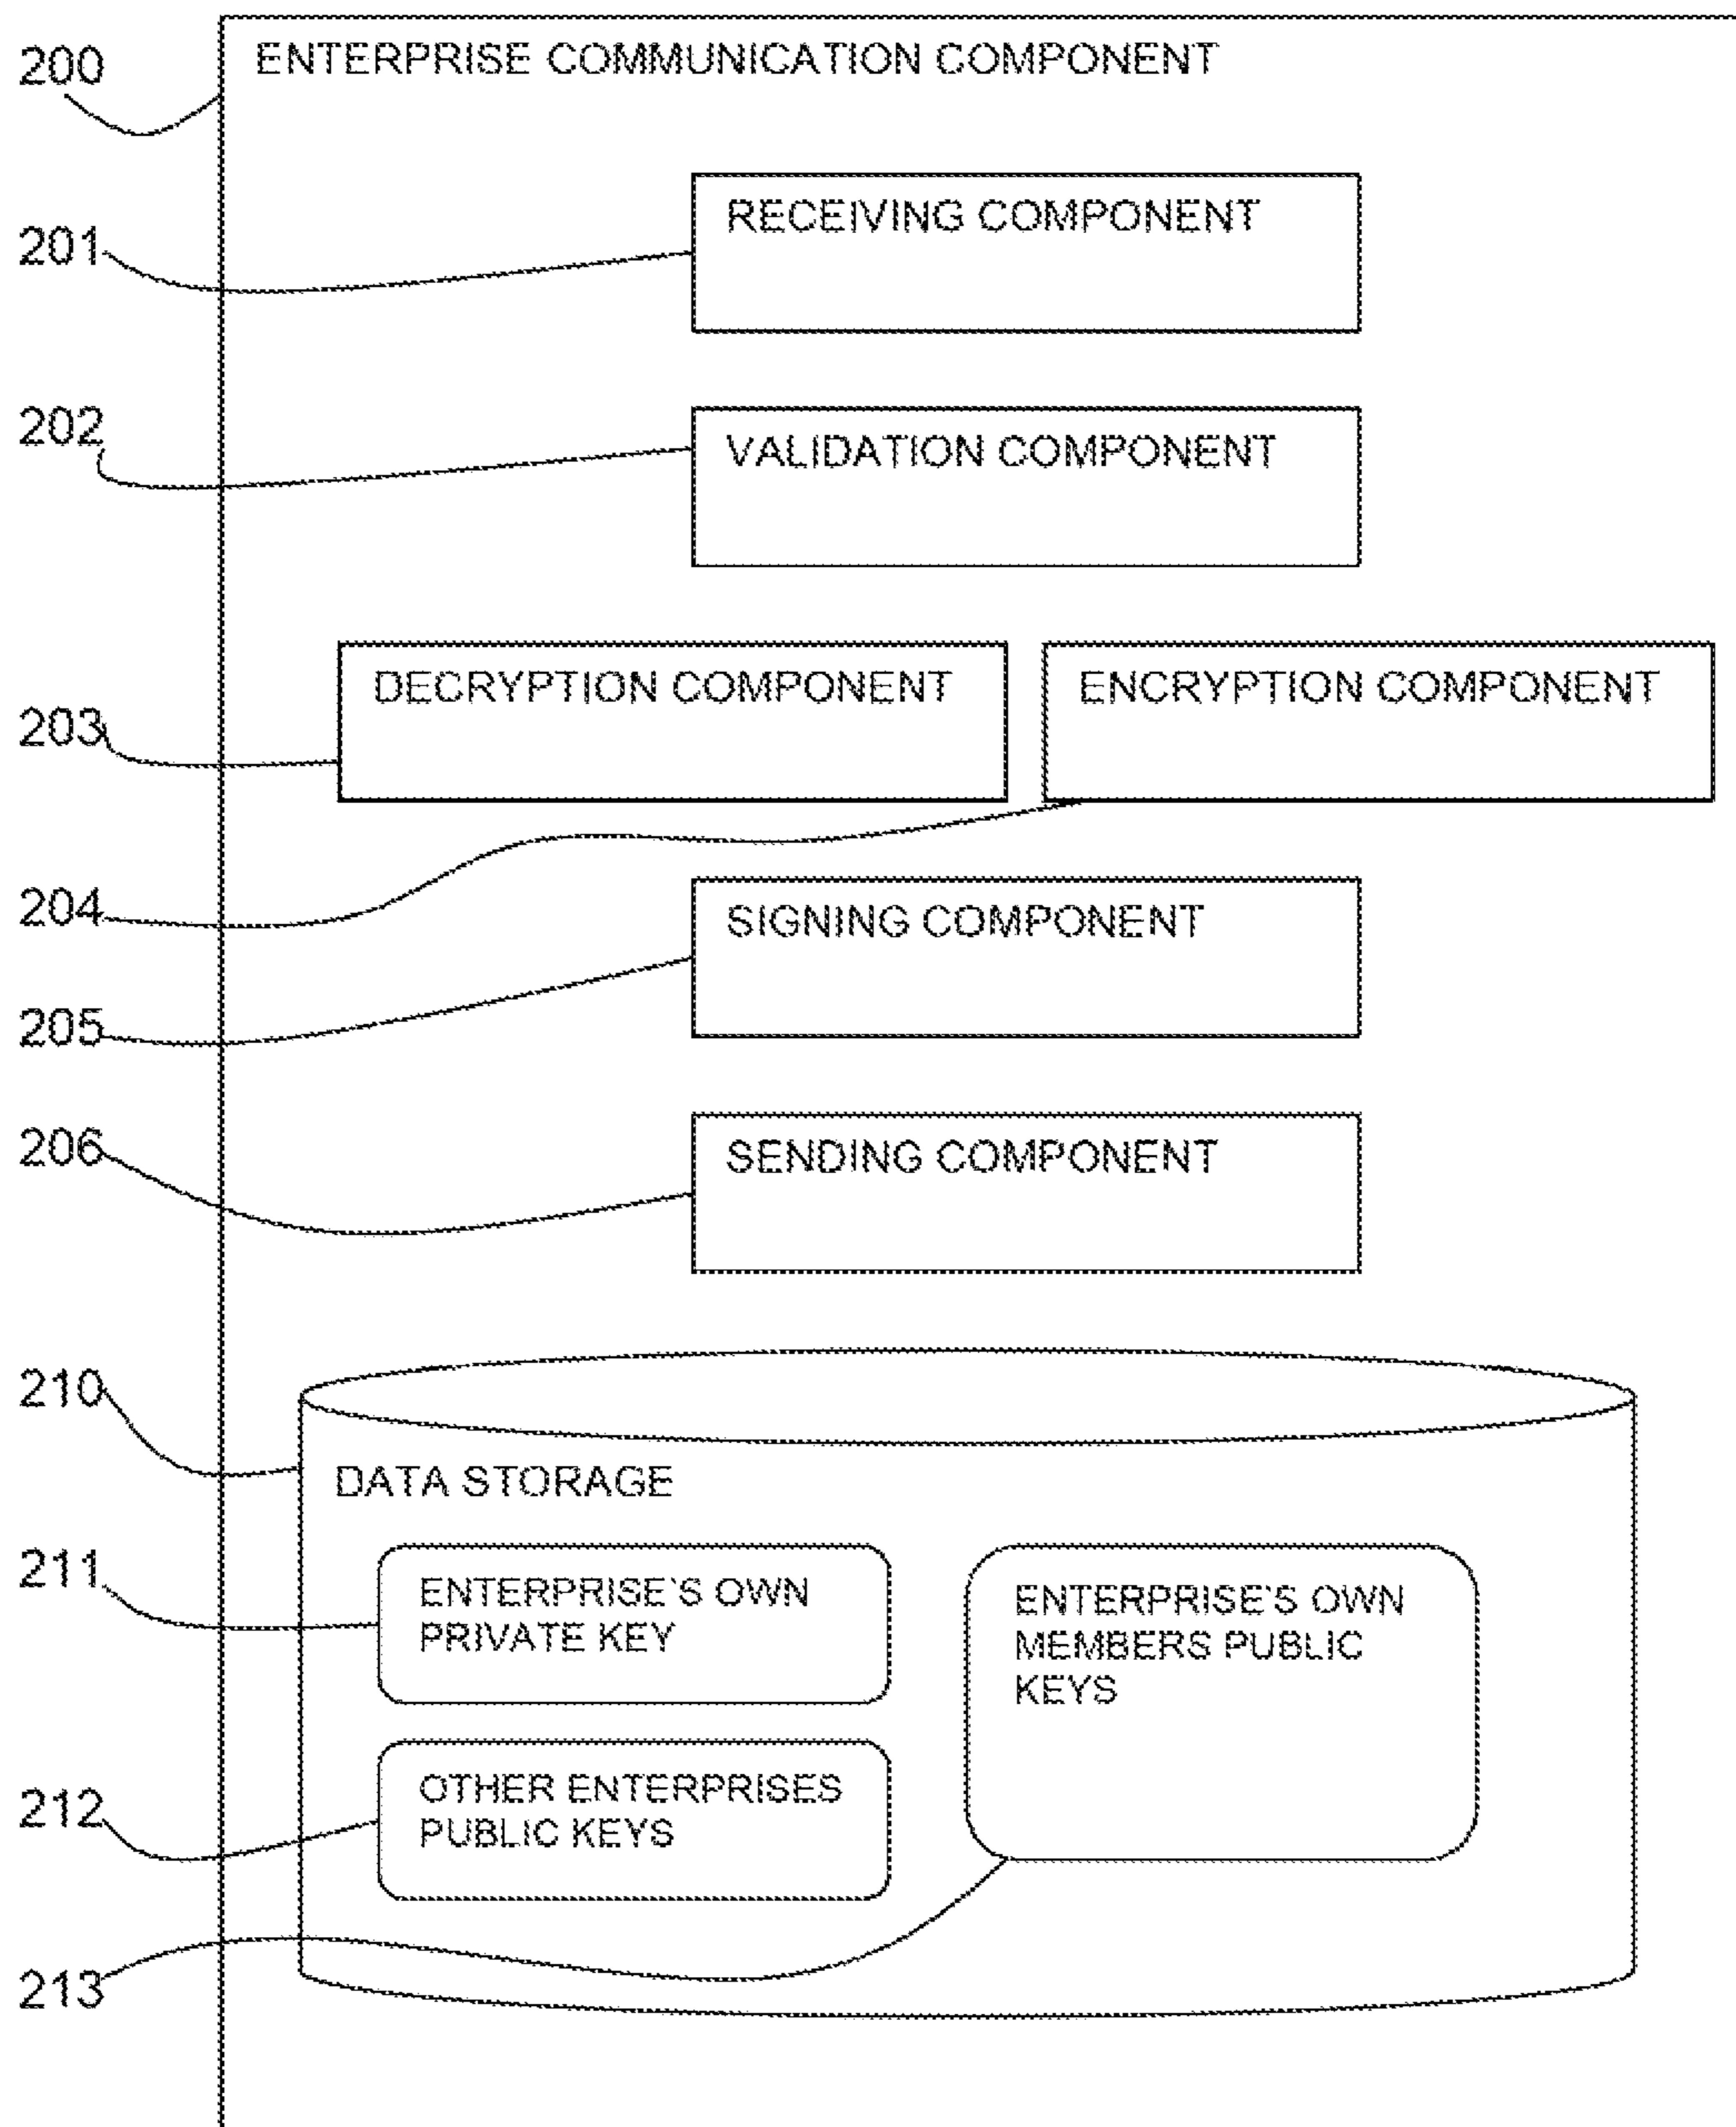 200
ENTERPRISE COMMUNICATION COMPONENT
201
RECEIVING COMPONENT
202
VALIDATION COMPONENT
203
DECRYPTION COMPONENT
ENCRYPTION COMPONENT
204
SIGNING COMPONENT
205
206
SENDING COMPONENT
210
DATA STORAGE
211
ENTERPRISE'S OWN
PRIVATE KEY
ENTERPRISE'S OWN
MEMBERS PUBLIC
KEYS
212
OTHER ENTERPRISES
PUBLIC KEYS
213